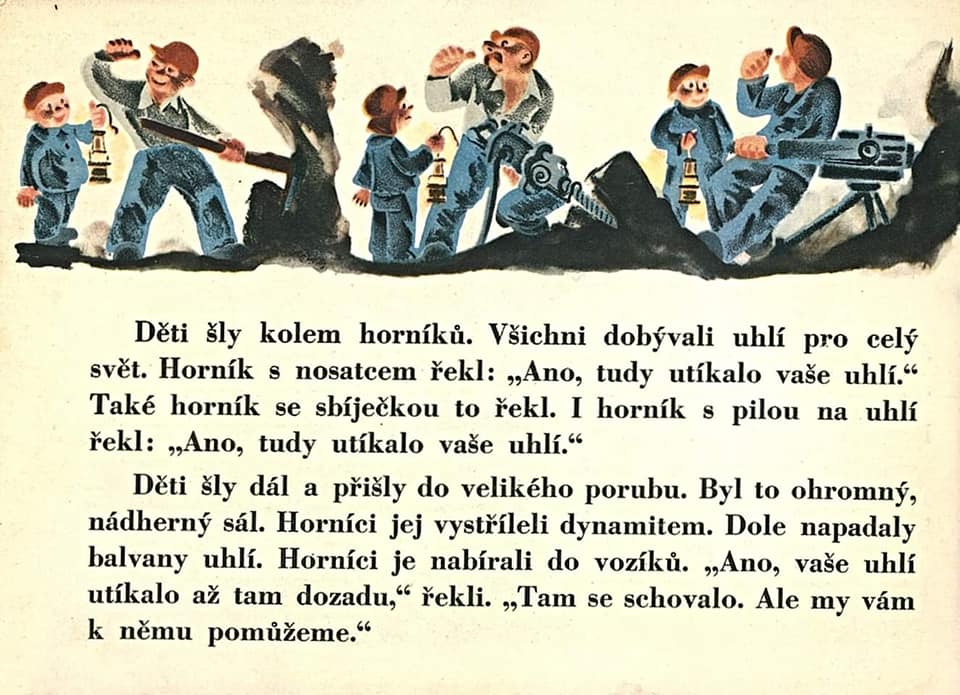 Děti šly kolem horníků. Všichni dobývali uhlí pro celý
svět. Horník s nosatcem řekl: „Ano, tudy utíkalo vaše uhlí.“
Také horník se sbíječkou to řekl. I horník s pilou na uhlí
řekl: „Ano, tudy utíkalo vaše uhlí.“
Děti šly dál a přišly do velikého porubu. Byl to ohromný,
nádherný sál. Horníci jej vystříleli dynamitem. Dole napadaly
balvany uhlí. Horníci je nabírali do vozíků. „Ano, vaše uhlí
utíkalo až tam dozadu,“ řekli. „Tam se schovalo. Ale my vám
k němu pomůžeme.“